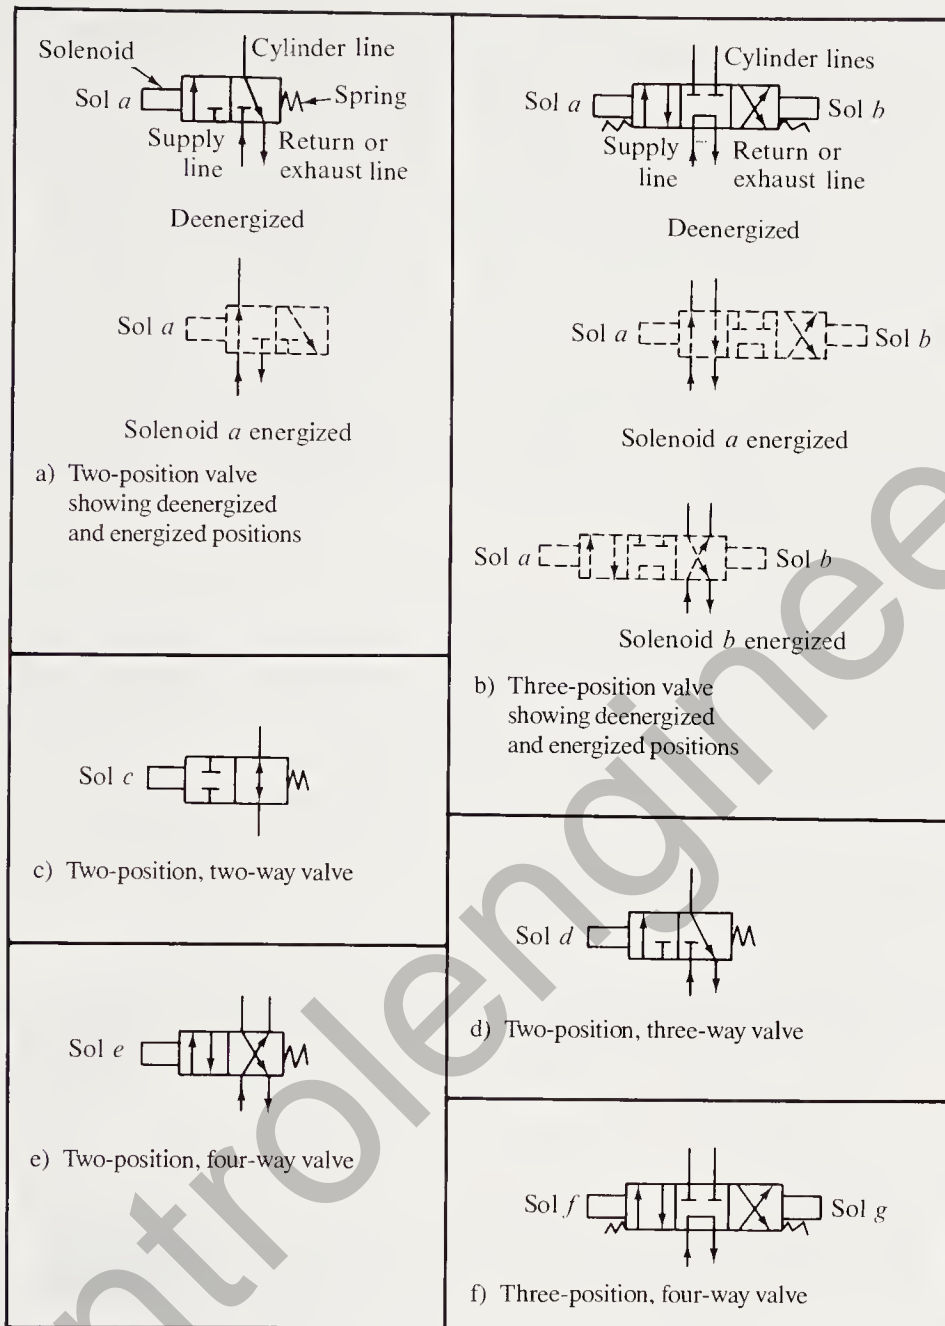 Solenoid
Cylinder line
Sol a
Spring
Supply line
Return or exhaust line
Deenergized
Sol a
Solenoid a energized
a) Two-position valve
showing deenergized
and energized positions
Cylinder lines
Sol a
Sol b
Supply line
Return or exhaust line
Deenergized
Sol a
Sol b
Solenoid a energized
Sol a
Sol b
Solenoid b energized
b) Three-position valve
showing deenergized
and energized positions
Sol c
c) Two-position, two-way valve
Sol d
d) Two-position, three-way valve
Sol e
e) Two-position, four-way valve
Sol f
Sol g
f) Three-position, four-way valve
ntrolenginee